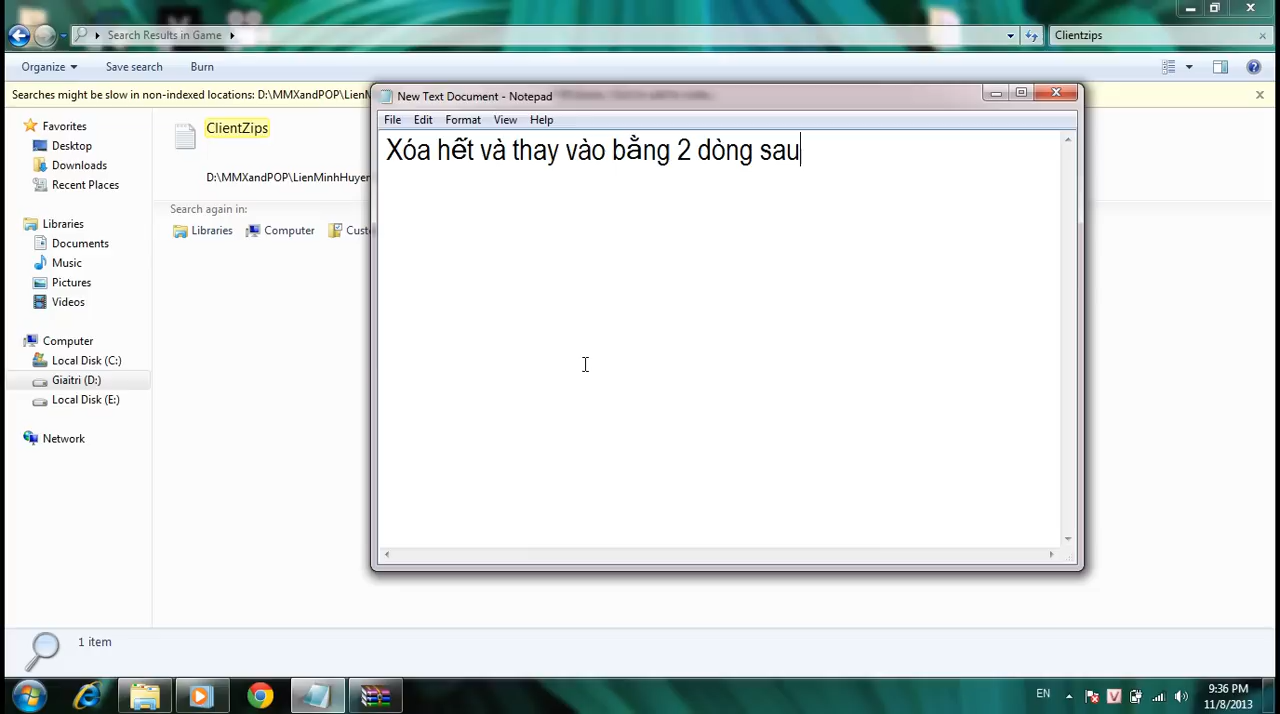 Search Results in Game
Clientzips
Organize
Save search
Burn
Searches might be slow in non-indexed locations: D:\MMXandPOP\LienM
New Text Document - Notepad
File Edit Format View Help
Xóa hết và thay vào bằng 2 dòng sau
Favorites
Desktop
Downloads
Recent Places
Libraries
Documents
Music
Pictures
Videos
Computer
Local Disk (C:)
Giaitri (D:)
Local Disk (E:)
Network
ClientZips
D:\MMXandPOP\LienMinhHuyen
Search again in:
Libraries
Computer
Cust
1 item
EN
9:36 PM
11/8/2013